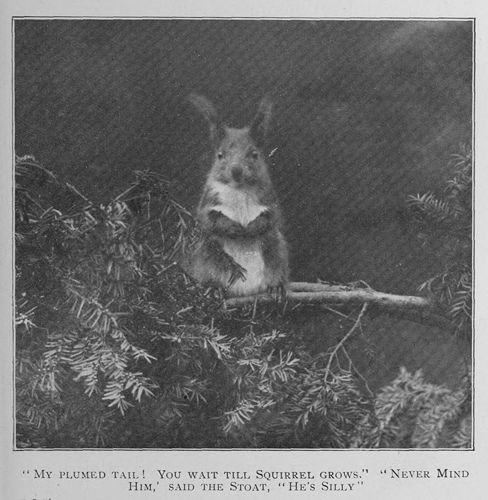 "My plumed tail! You wait till Squirrel grows." "Never Mind
Him,' said the Stoat, "He's Silly"